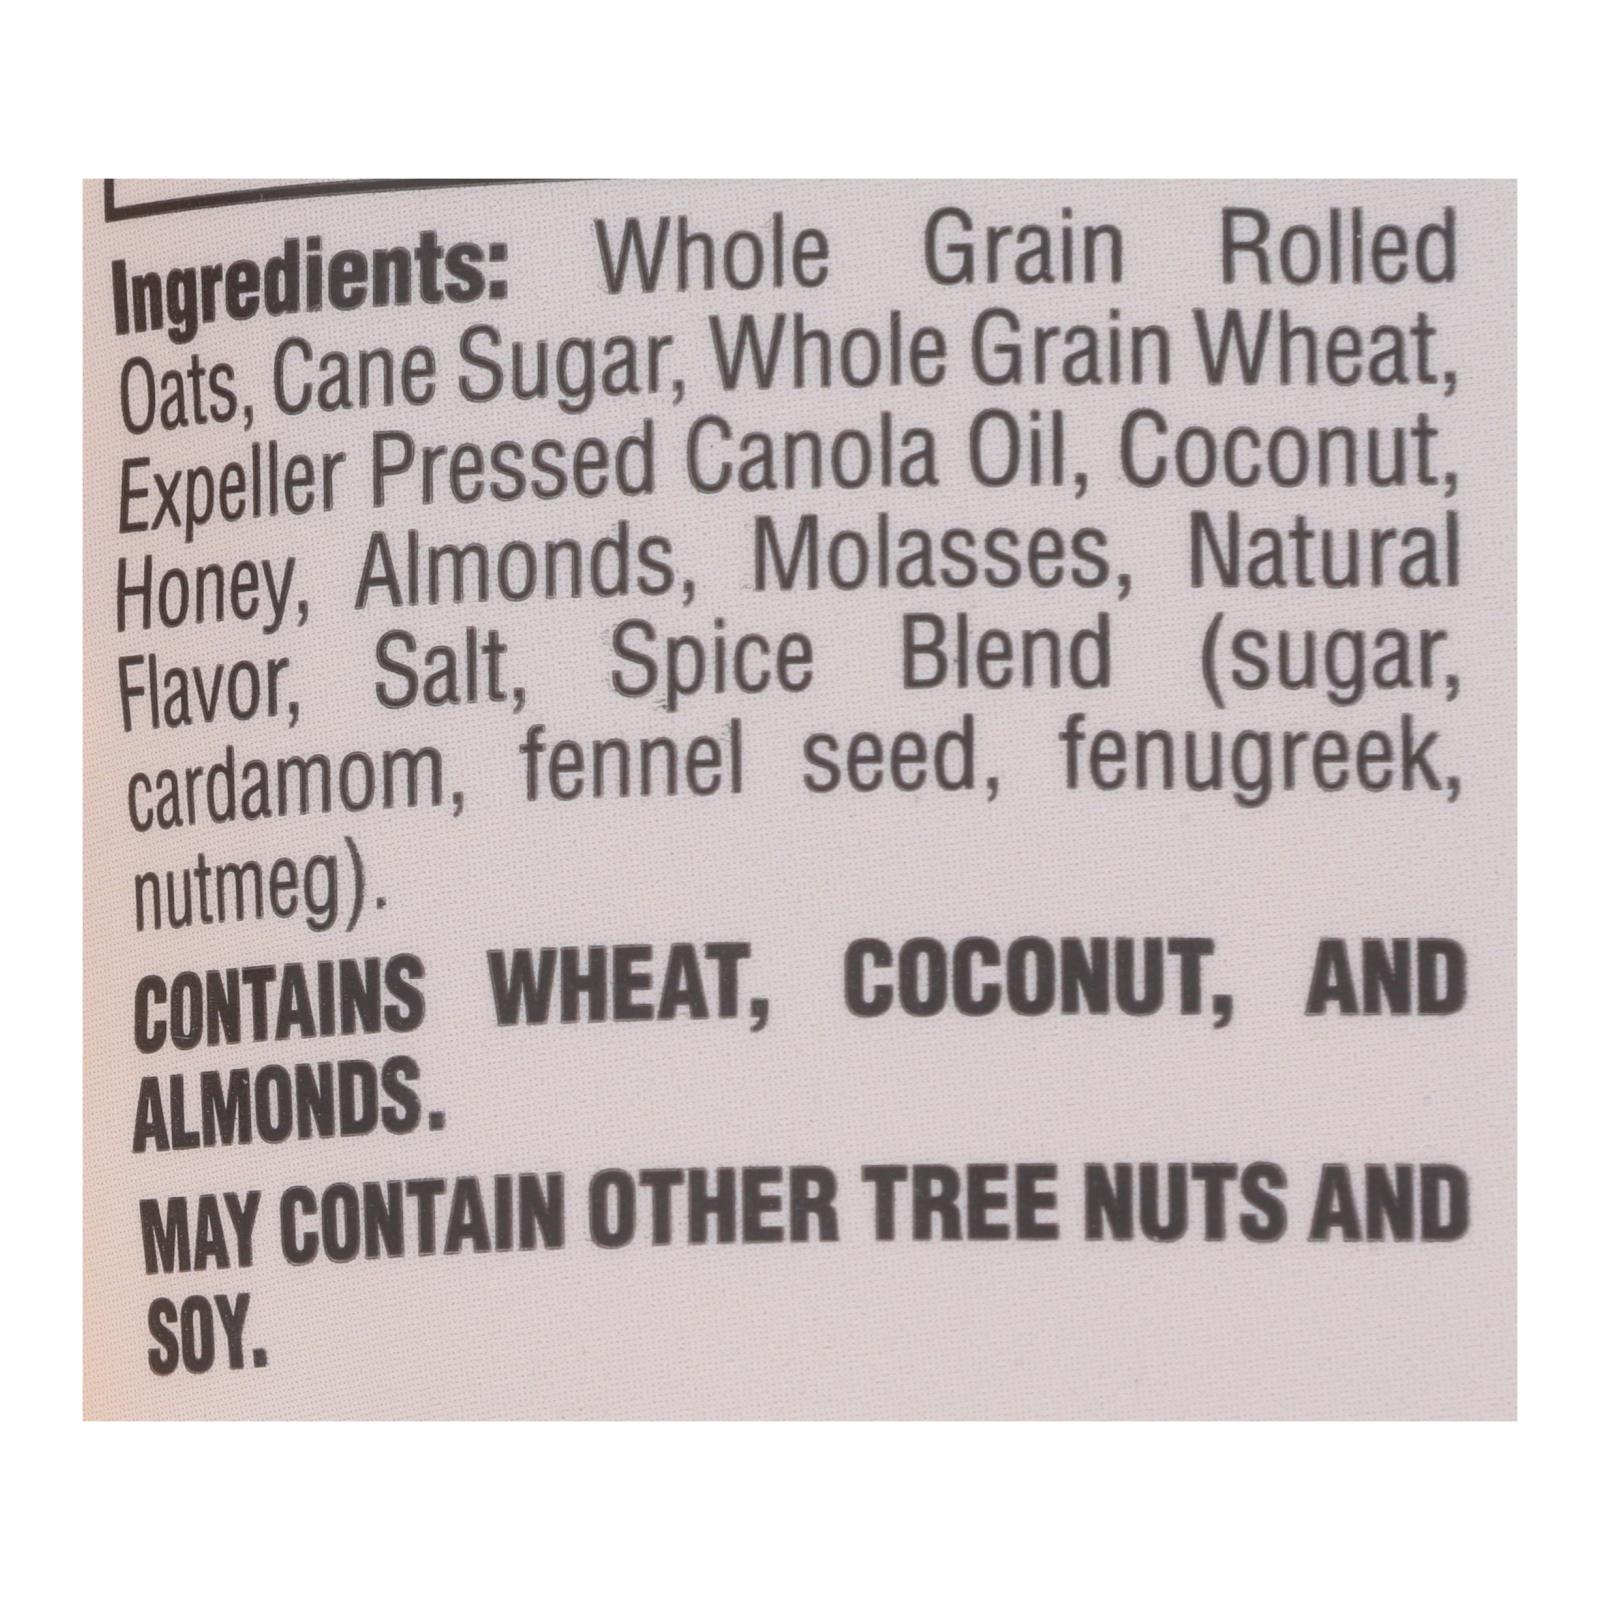 Ingredients: Whole Grain Rolled
Oats, Cane Sugar, Whole Grain Wheat,
Expeller Pressed Canola Oil, Coconut,
Honey, Almonds, Molasses, Natural
Flavor, Salt, Spice Blend (sugar,
cardamom, fennel seed, fenugreek,
nutmeg).
CONTAINS WHEAT, COCONUT, AND
ALMONDS.
MAY CONTAIN OTHER TREE NUTS AND
SOY.